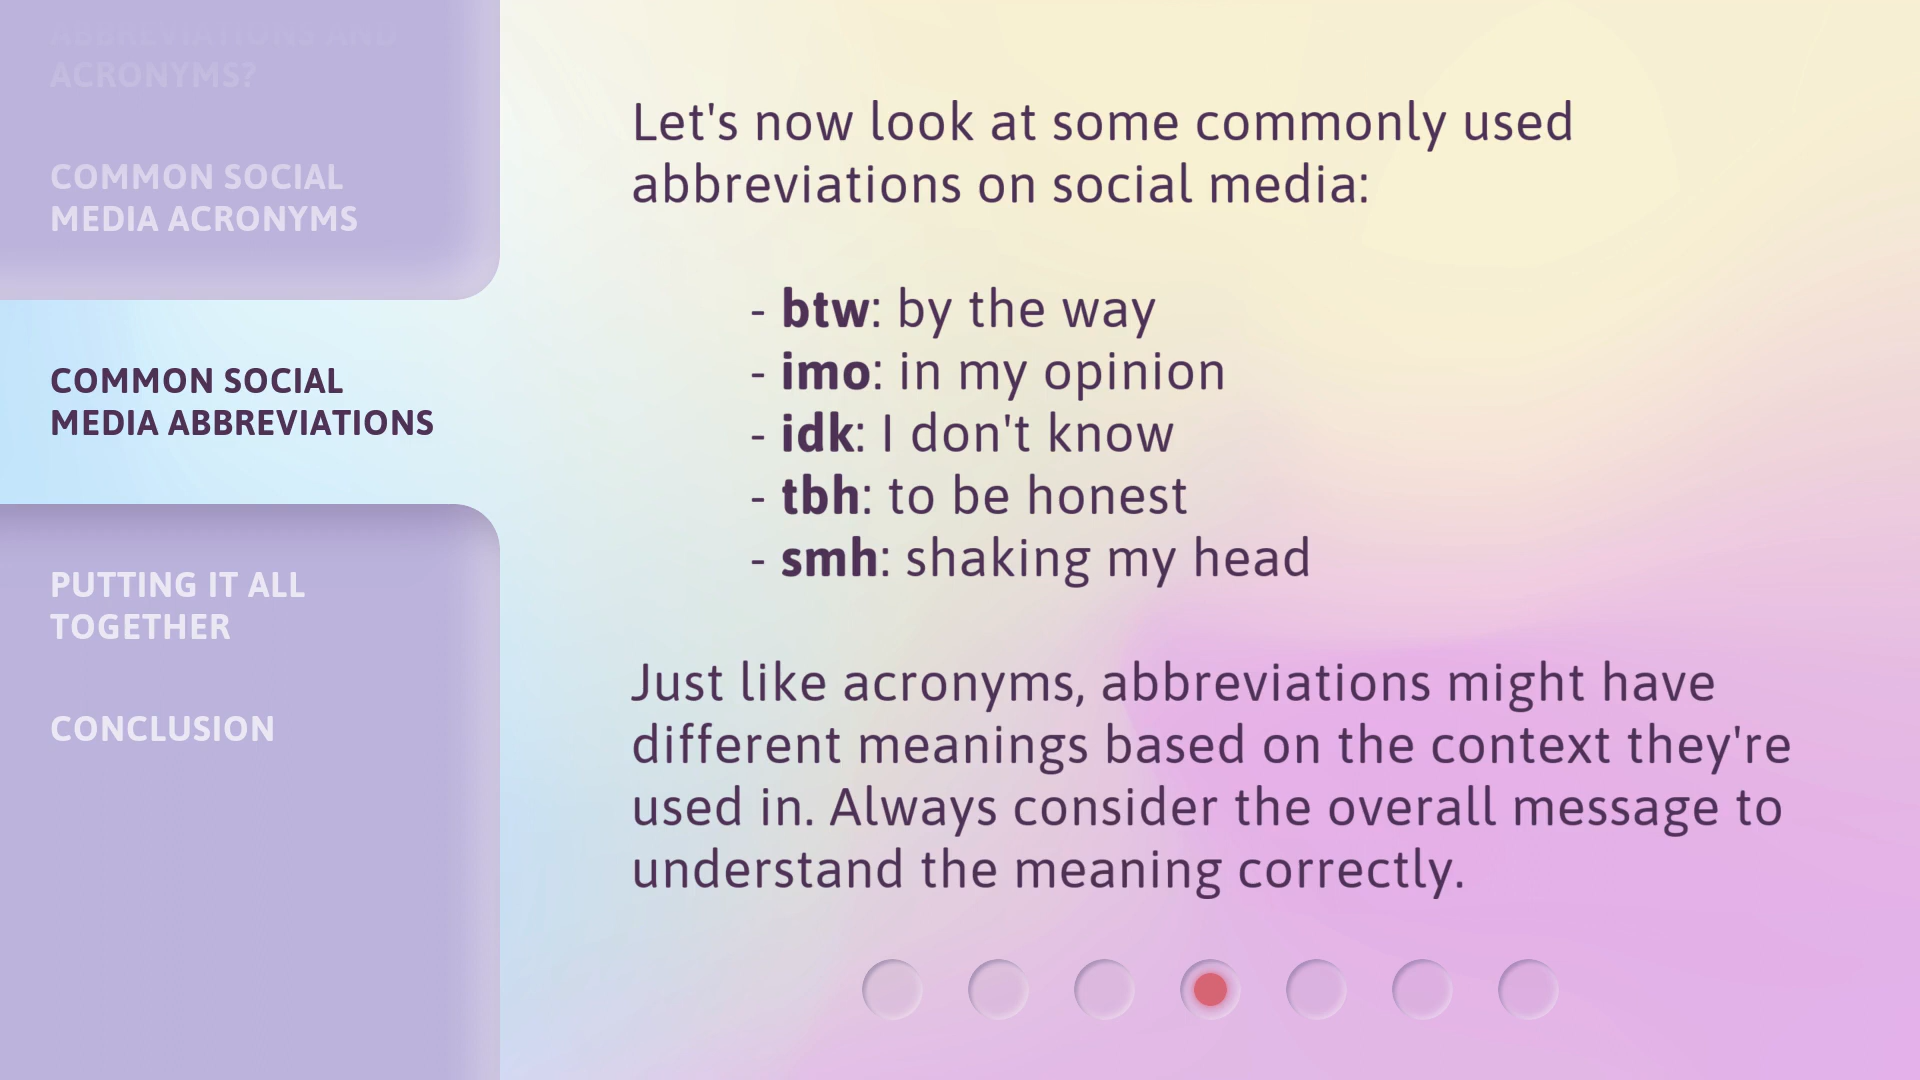 ABBREVIATIONS AND
ACRONYMS?
COMMON SOCIAL
MEDIA ACRONYMS
COMMON SOCIAL
MEDIA ABBREVIATIONS
PUTTING IT ALL
TOGETHER
CONCLUSION
Let's now look at some commonly used
abbreviations on social media:
- btw: by the way
- imo: in my opinion
- idk: I don't know
- tbh: to be honest
- smh: shaking my head
Just like acronyms, abbreviations might have
different meanings based on the context they're
used in. Always consider the overall message to
understand the meaning correctly.